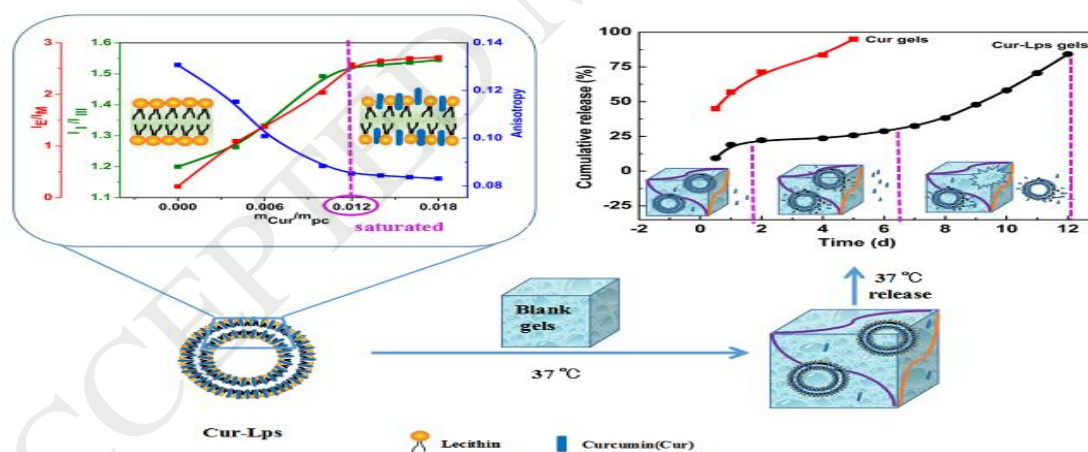 CCEPTED M
I_E/I_M
3
2
1
0
I_I/I_III
1.6
1.5
1.4
1.3
1.2
1.1
0.14
0.12
0.10
0.08
Anisotropy
0.000 0.006 0.012 0.018
m_Cur/m_pc
saturated
Cumulative release (%)
100
75
50
25
0
-25
Cur gels
Cur-Lps gels
-2 0 2 4 6 8 10 12
Time (d)
37 ℃
release
Blank
gels
37 ℃
Cur-Lps
Lecithin
Curcumin(Cur)